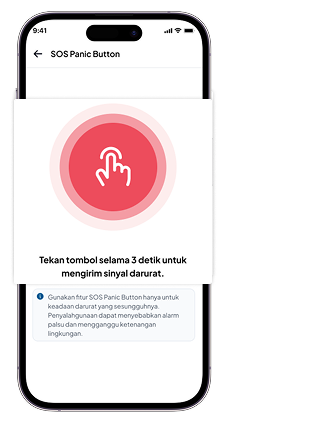 9:41
SOS Panic Button
Tekan tombol selama 3 detik untuk
mengirim sinyal darurat.
Gunakan fitur SOS Panic Button hanya untuk
keadaan darurat yang sesungguhnya.
Penyalahgunaan dapat menyebabkan alarm
palsu dan mengganggu ketenangan
lingkungan.